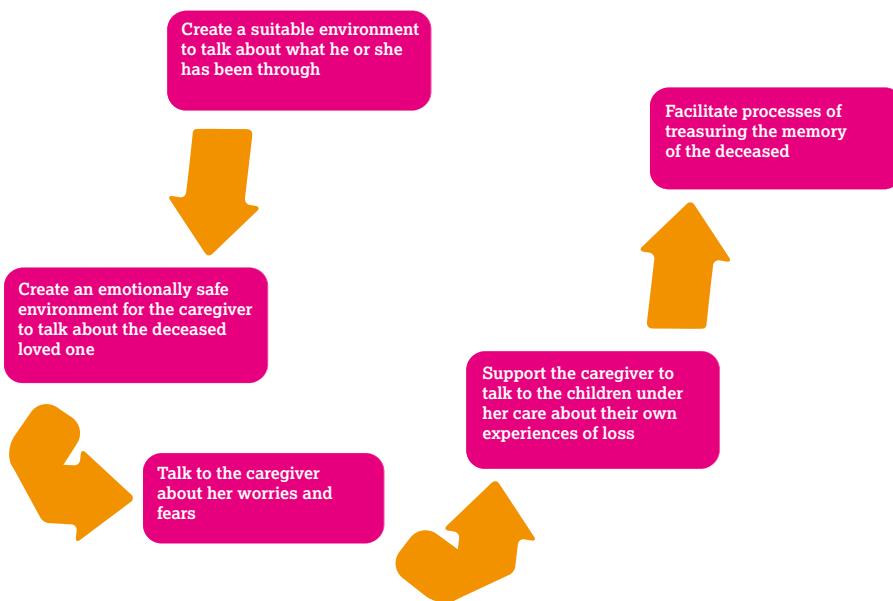 Create a suitable environment
to talk about what he or she
has been through
Create an emotionally safe
environment for the caregiver
to talk about the deceased
loved one
Talk to the caregiver
about her worries and
fears
Support the caregiver to
talk to the children under
her care about their own
experiences of loss
Facilitate processes of
treasuring the memory
of the deceased